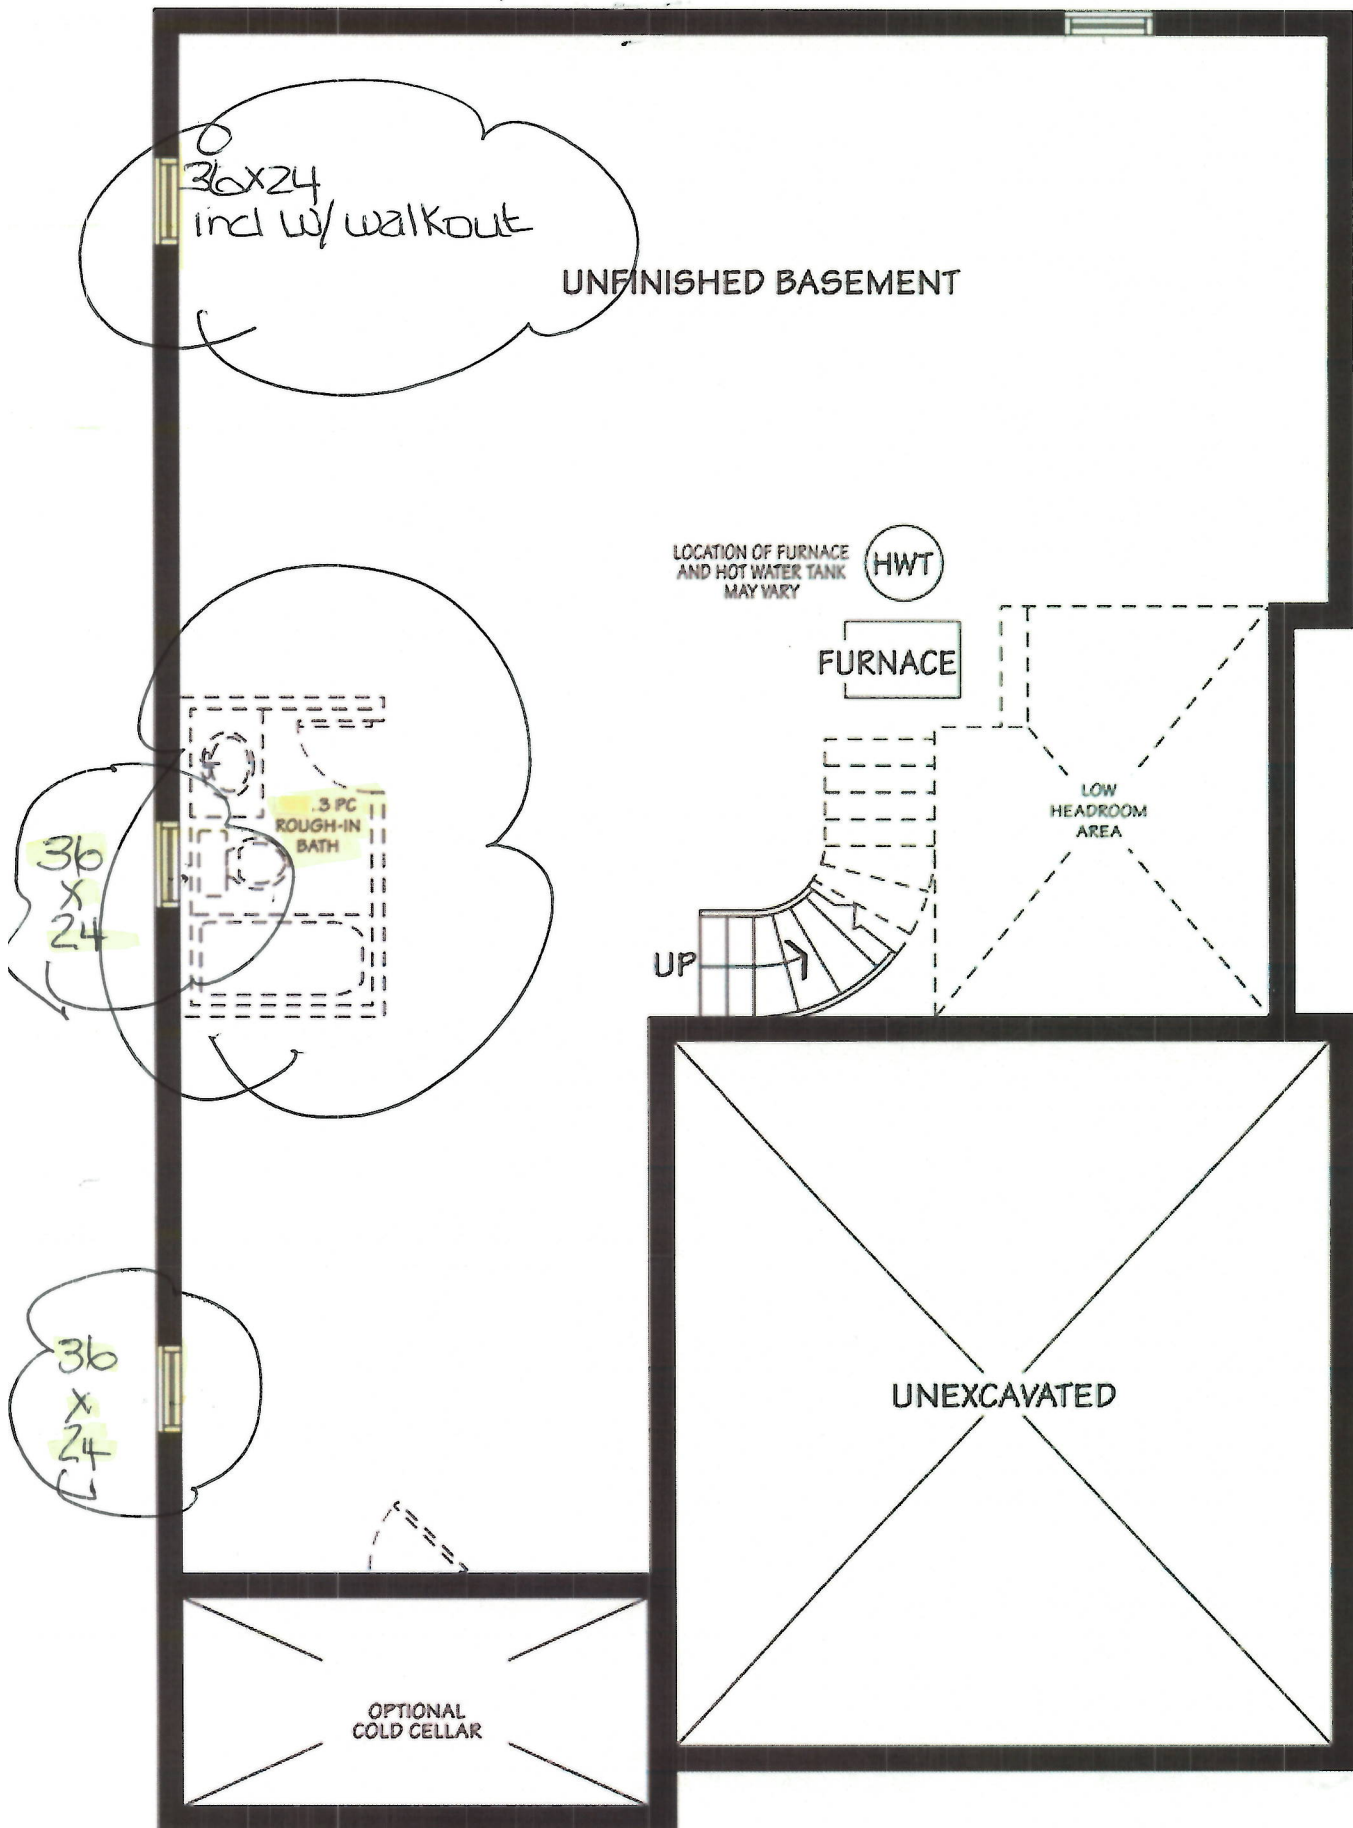 36x24
incl w/ walkout
UNFINISHED BASEMENT
LOCATION OF FURNACE
AND HOT WATER TANK
MAY VARY
HWT
FURNACE
LOW
HEADROOM
AREA
3 PC
ROUGH-IN
BATH
36
x
24
UP
36
x
24
UNEXCAVATED
OPTIONAL
COLD CELLAR